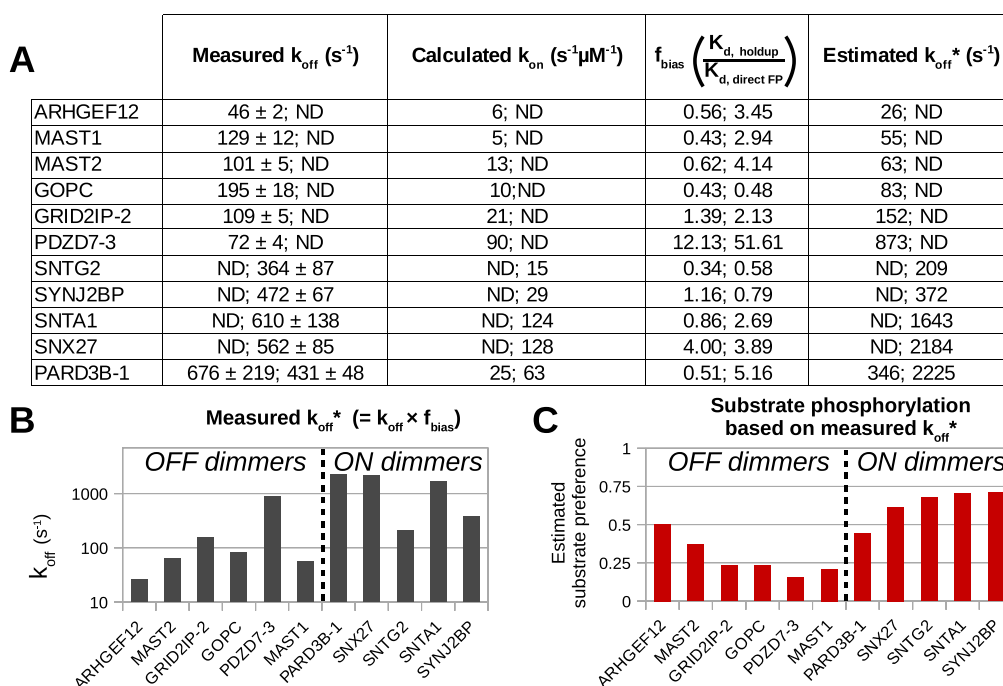 A
Measured koff (s-1) Calculated kon (s-1µM-1) fbias (Kd, holdup / Kd, direct FP) Estimated koff* (s-1)
ARHGEF12 46 ± 2; ND 6; ND 0.56; 3.45 26; ND
MAST1 129 ± 12; ND 5; ND 0.43; 2.94 55; ND
MAST2 101 ± 5; ND 13; ND 0.62; 4.14 63; ND
GOPC 195 ± 18; ND 10;ND 0.43; 0.48 83; ND
GRID2IP-2 109 ± 5; ND 21; ND 1.39; 2.13 152; ND
PDZD7-3 72 ± 4; ND 90; ND 12.13; 51.61 873; ND
SNTG2 ND; 364 ± 87 ND; 15 0.34; 0.58 ND; 209
SYNJ2BP ND; 472 ± 67 ND; 29 1.16; 0.79 ND; 372
SNTA1 ND; 610 ± 138 ND; 124 0.86; 2.69 ND; 1643
SNX27 ND; 562 ± 85 ND; 128 4.00; 3.89 ND; 2184
PARD3B-1 676 ± 219; 431 ± 48 25; 63 0.51; 5.16 346; 2225
B
Measured koff* (= koff × fbias)
OFF dimmers ON dimmers
koff (s-1)
1000
100
10
ARHGEF12 MAST2 GRID2IP-2 GOPC PDZD7-3 MAST1 PARD3B-1 SNX27 SNTG2 SNTA1 SYNJ2BP
C
Substrate phosphorylation
based on measured koff*
OFF dimmers ON dimmers
Estimated
substrate preference
1
0.75
0.5
0.25
0
ARHGEF12 MAST2 GRID2IP-2 GOPC PDZD7-3 MAST1 PARD3B-1 SNX27 SNTG2 SNTA1 SYNJ2BP